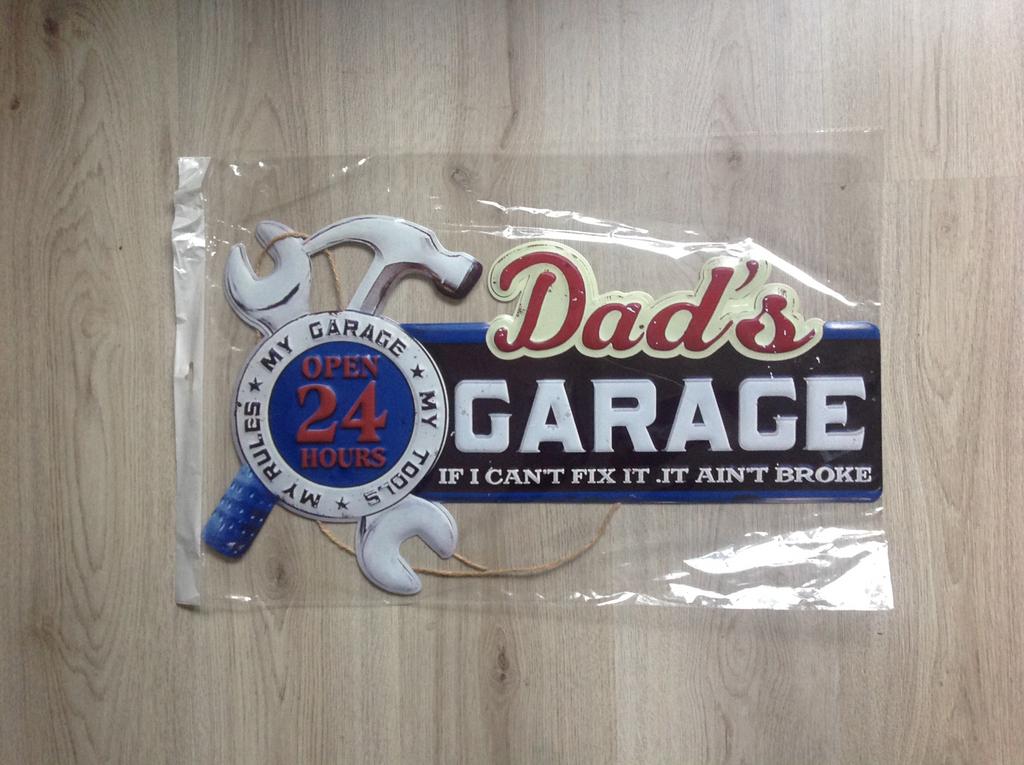 MY GARAGE ★ MY TOOLS ★ MY RULES ★
OPEN
24
HOURS
Dad's
GARAGE
IF I CAN'T FIX IT .IT AIN'T BROKE